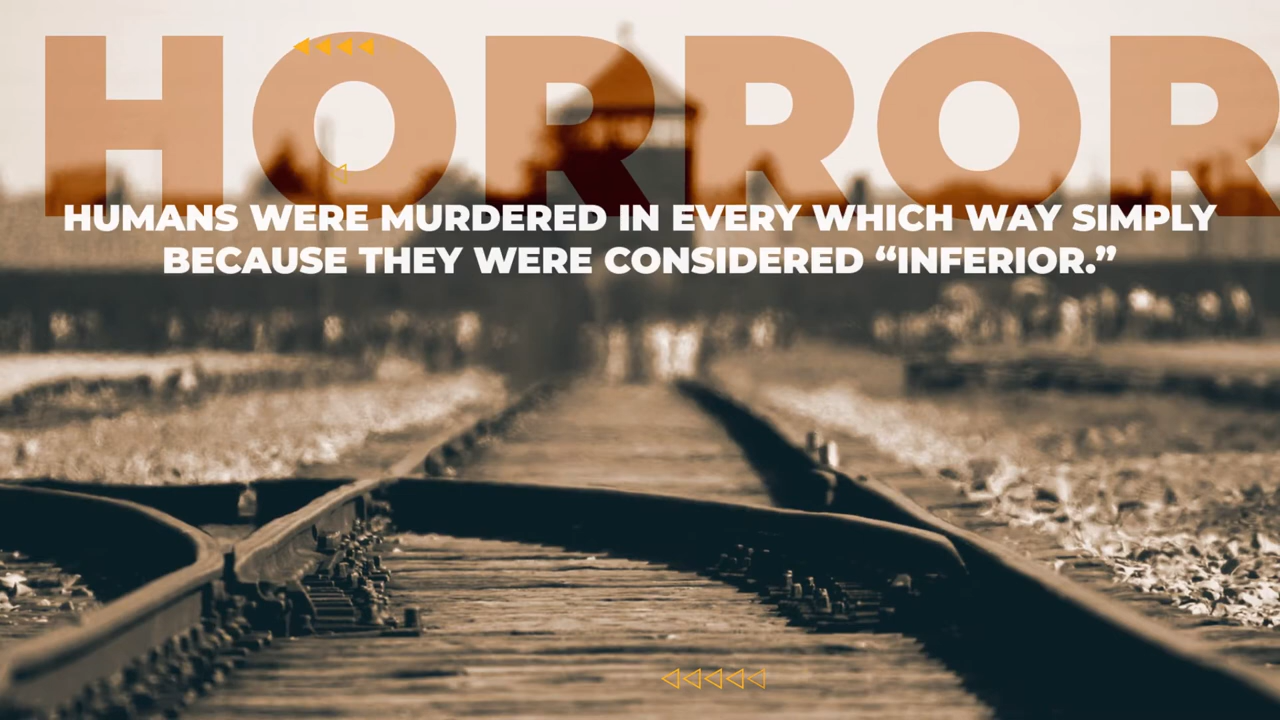 HORROR
HUMANS WERE MURDERED IN EVERY WHICH WAY SIMPLY
BECAUSE THEY WERE CONSIDERED “INFERIOR.”